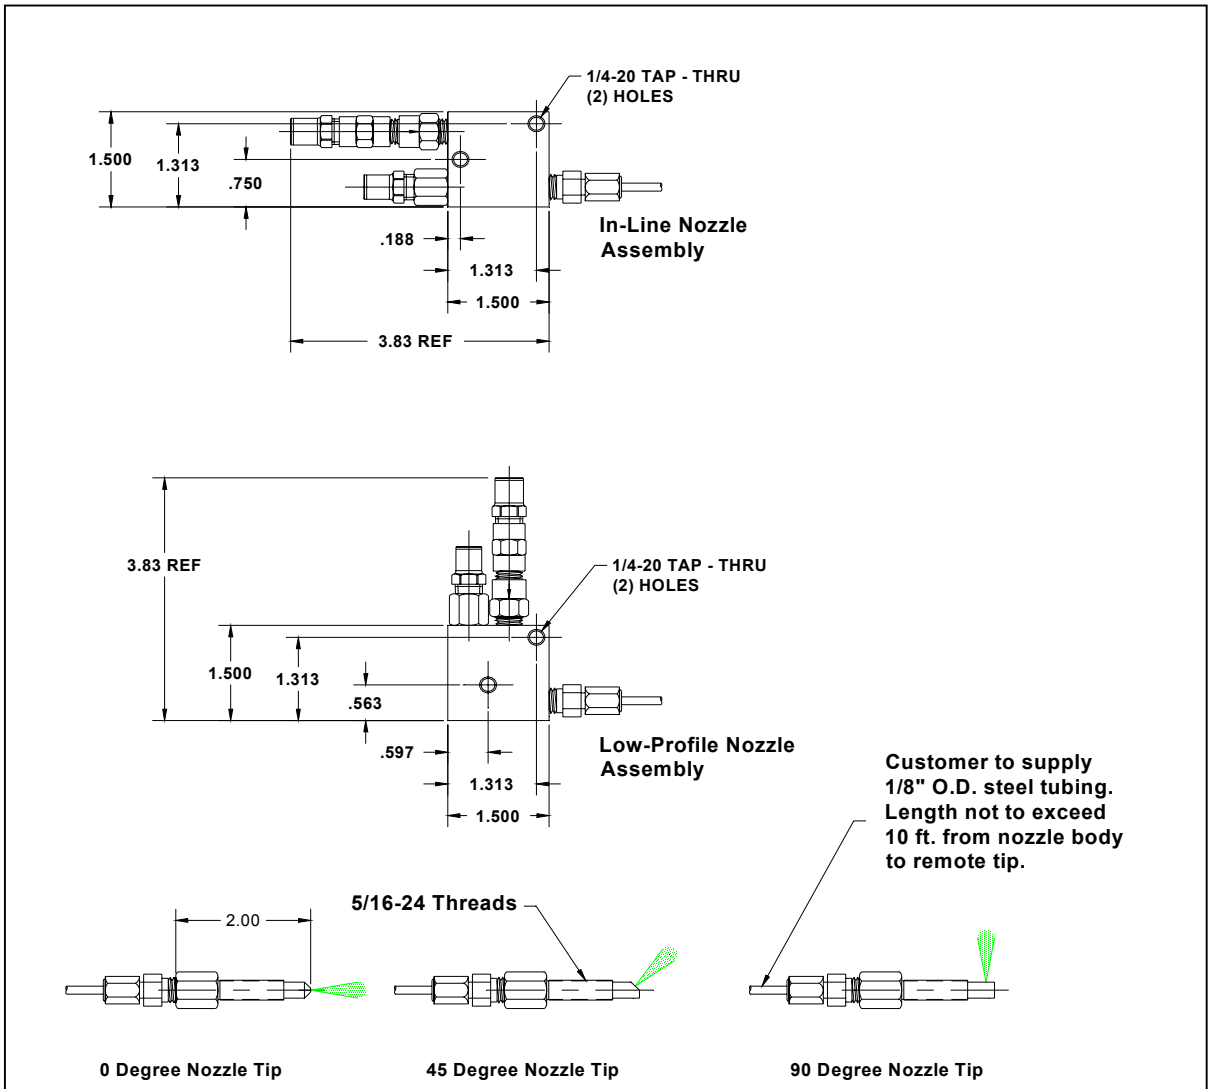 1/4-20 TAP - THRU
(2) HOLES
1.500
1.313
.750
.188
In-Line Nozzle
Assembly
1.313
1.500
3.83 REF
3.83 REF
1/4-20 TAP - THRU
(2) HOLES
1.500
1.313
.563
.597
Low-Profile Nozzle
Assembly
1.313
1.500
Customer to supply
1/8" O.D. steel tubing.
Length not to exceed
10 ft. from nozzle body
to remote tip.
5/16-24 Threads
2.00
0 Degree Nozzle Tip
45 Degree Nozzle Tip
90 Degree Nozzle Tip